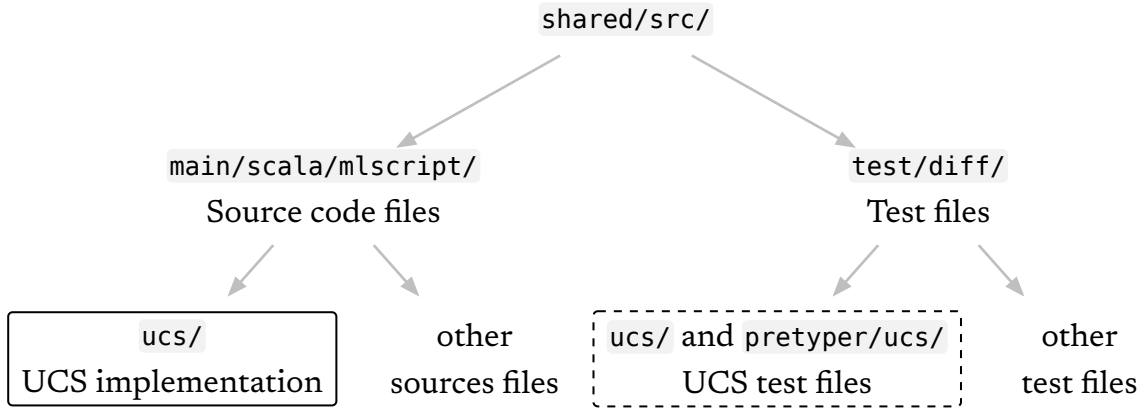 shared/src/
main/scala/mlscript/
Source code files
test/diff/
Test files
ucs/
UCS implementation
other
sources files
ucs/ and pretyper/ucs/
UCS test files
other
test files